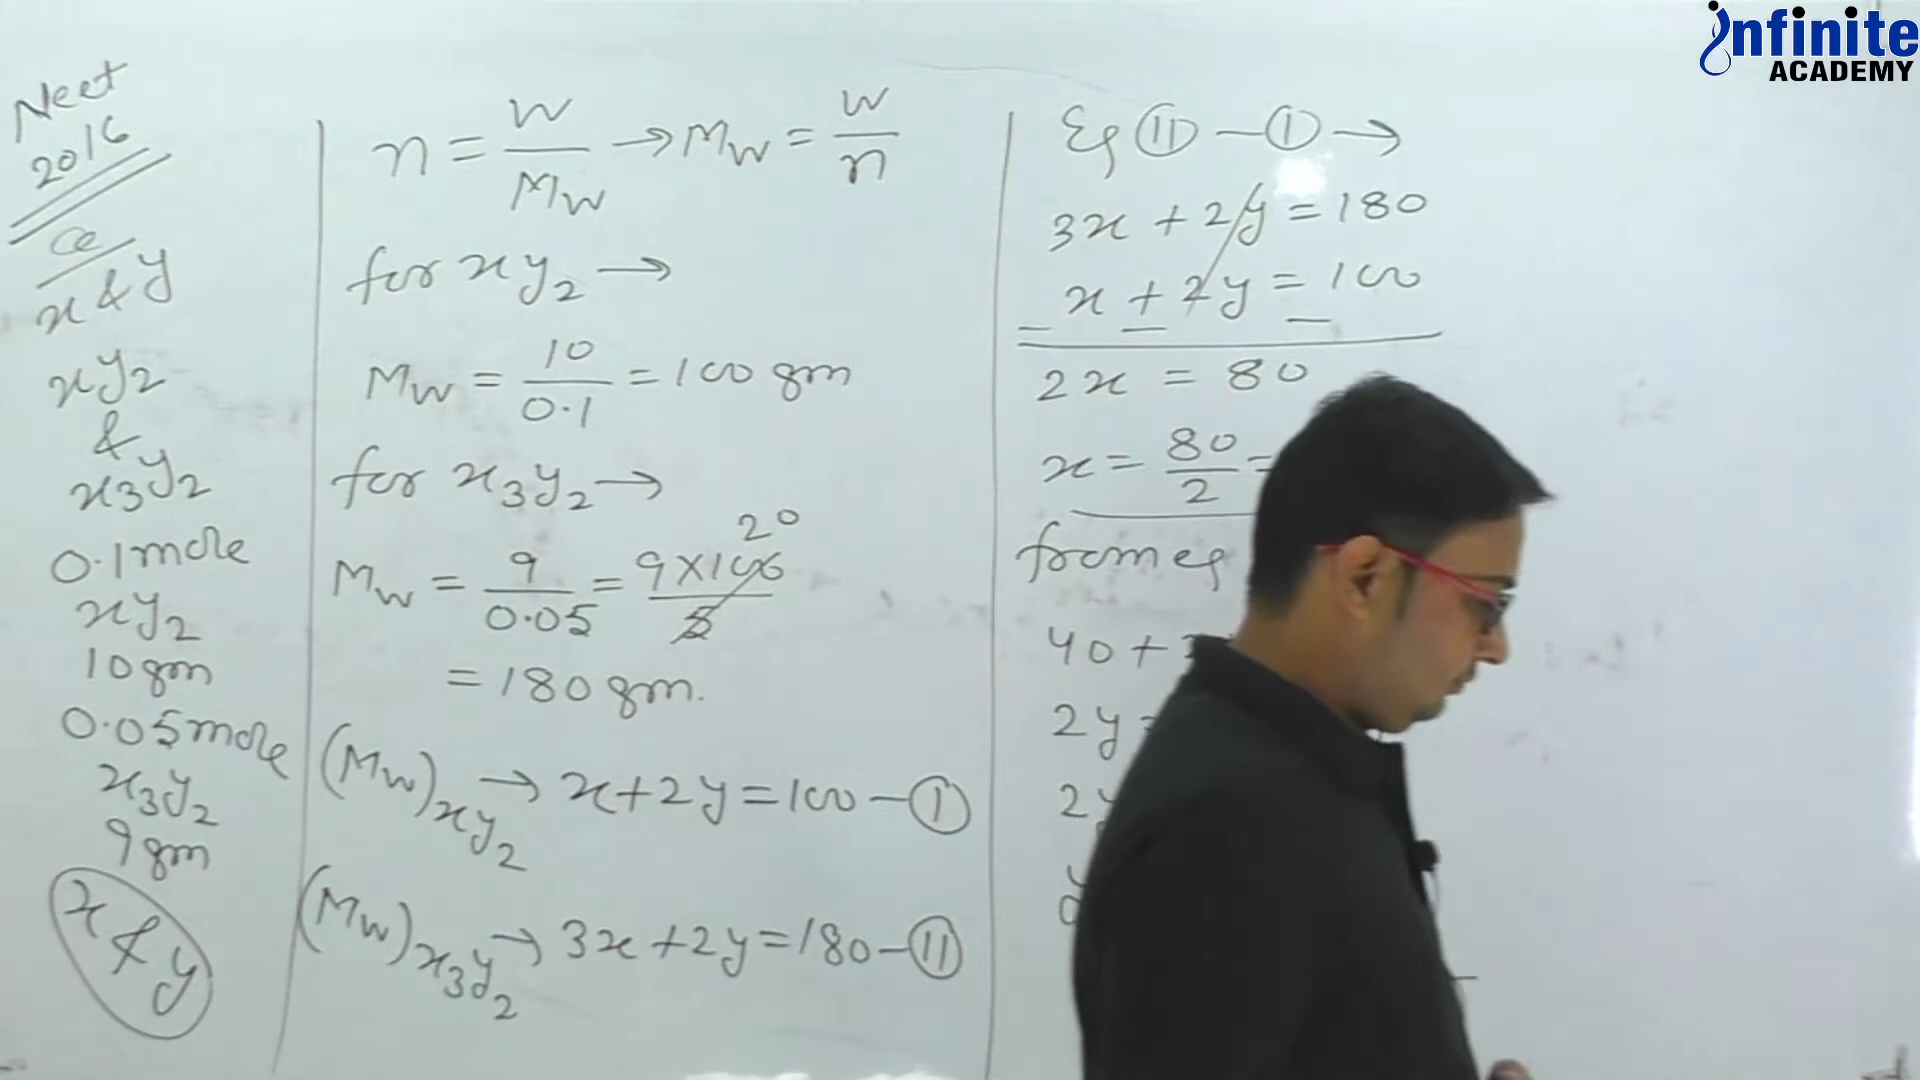 infinite
ACADEMY
Neet
2016
x & y
xy2
&
x3y2
0.1 mole
xy2
10 gm
0.05 mole
x3y2
9 gm
x & y
n = W/Mw → Mw = W/n
for xy2 →
Mw = 10/0.1 = 100 gm
for x3y2 →
20
Mw = 9/0.05 = 9×100/5
= 180 gm.
(Mw)xy2 → x+2y=100 – I
(Mw)x3y2 → 3x+2y=180 – II
Eq II – I →
3x + 2y = 180
x + 2y = 100
– – –
2x = 80
x = 80/2 =
from eq
40 +
2y =
2y
y